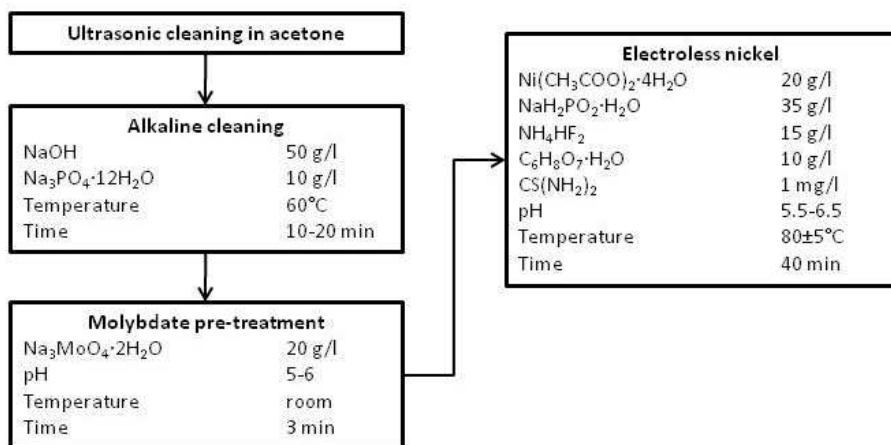 Ultrasonic cleaning in acetone
Alkaline cleaning
NaOH 50 g/l
Na₃PO₄·12H₂O 10 g/l
Temperature 60°C
Time 10-20 min
Molybdate pre-treatment
Na₃MoO₄·2H₂O 20 g/l
pH 5-6
Temperature room
Time 3 min
Electroless nickel
Ni(CH₃COO)₂·4H₂O 20 g/l
NaH₂PO₂·H₂O 35 g/l
NH₄HF₂ 15 g/l
C₆H₈O₇·H₂O 10 g/l
CS(NH₂)₂ 1 mg/l
pH 5.5-6.5
Temperature 80±5°C
Time 40 min